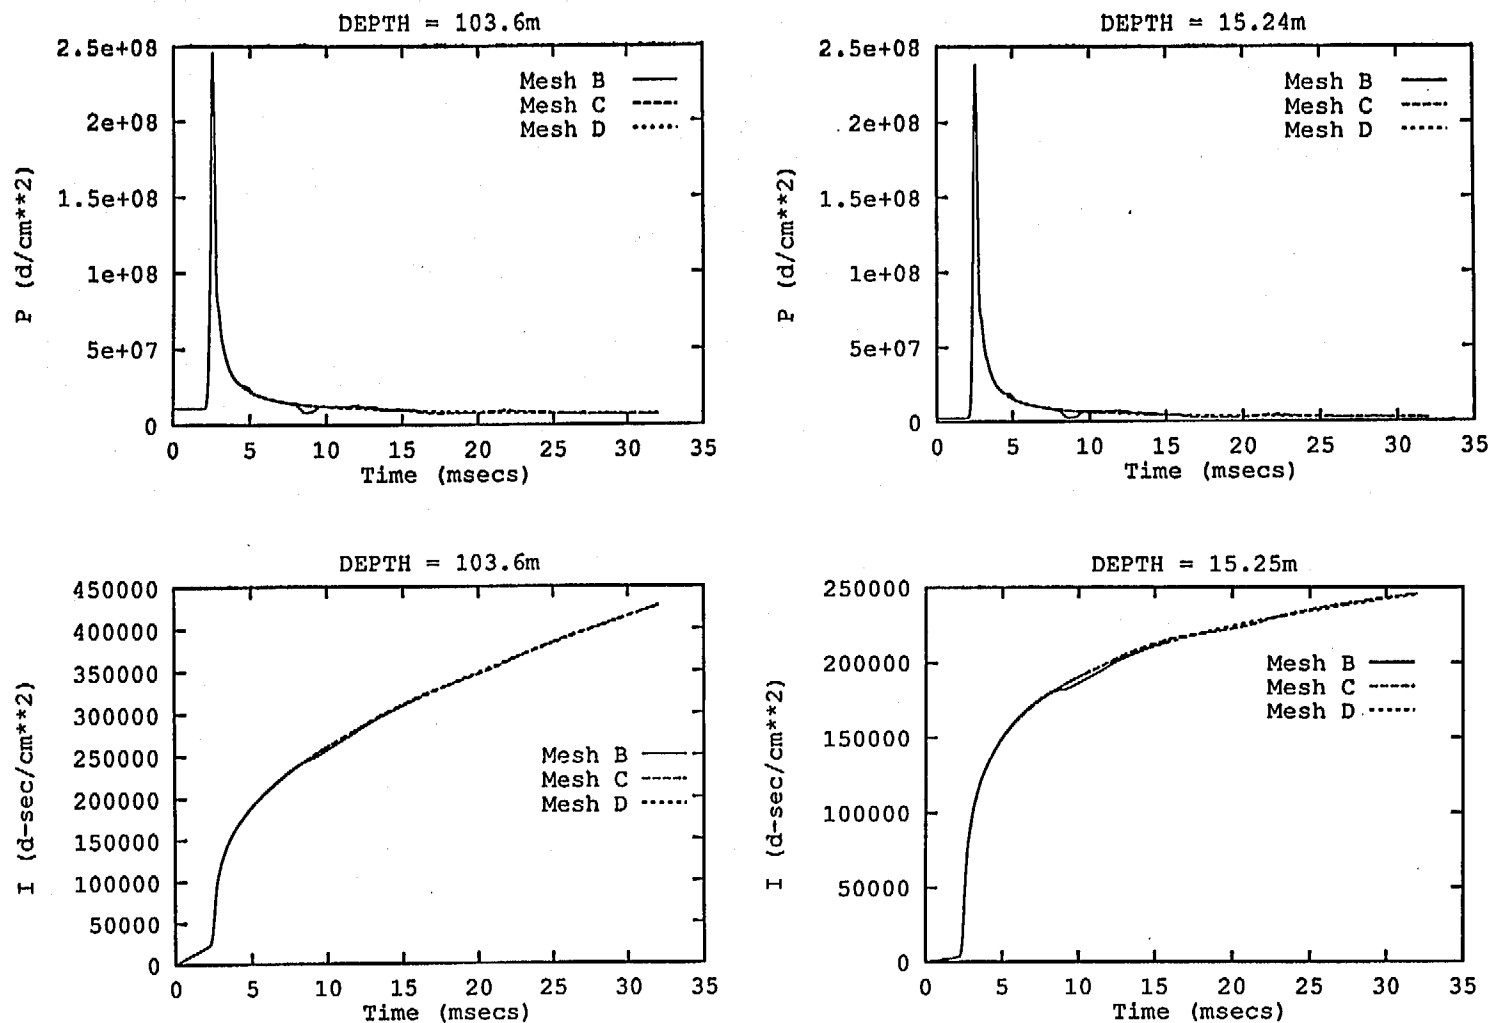 DEPTH = 103.6m
2.5e+08
2e+08
1.5e+08
1e+08
5e+07
0
P (d/cm**2)
Mesh B
Mesh C
Mesh D
0 5 10 15 20 25 30 35
Time (msecs)
DEPTH = 15.24m
2.5e+08
2e+08
1.5e+08
1e+08
5e+07
0
P (d/cm**2)
Mesh B
Mesh C
Mesh D
0 5 10 15 20 25 30 35
Time (msecs)
DEPTH = 103.6m
450000
400000
350000
300000
250000
200000
150000
100000
50000
0
I (d-sec/cm**2)
Mesh B
Mesh C
Mesh D
0 5 10 15 20 25 30 35
Time (msecs)
DEPTH = 15.25m
250000
200000
150000
100000
50000
0
I (d-sec/cm**2)
Mesh B
Mesh C
Mesh D
0 5 10 15 20 25 30 35
Time (msecs)